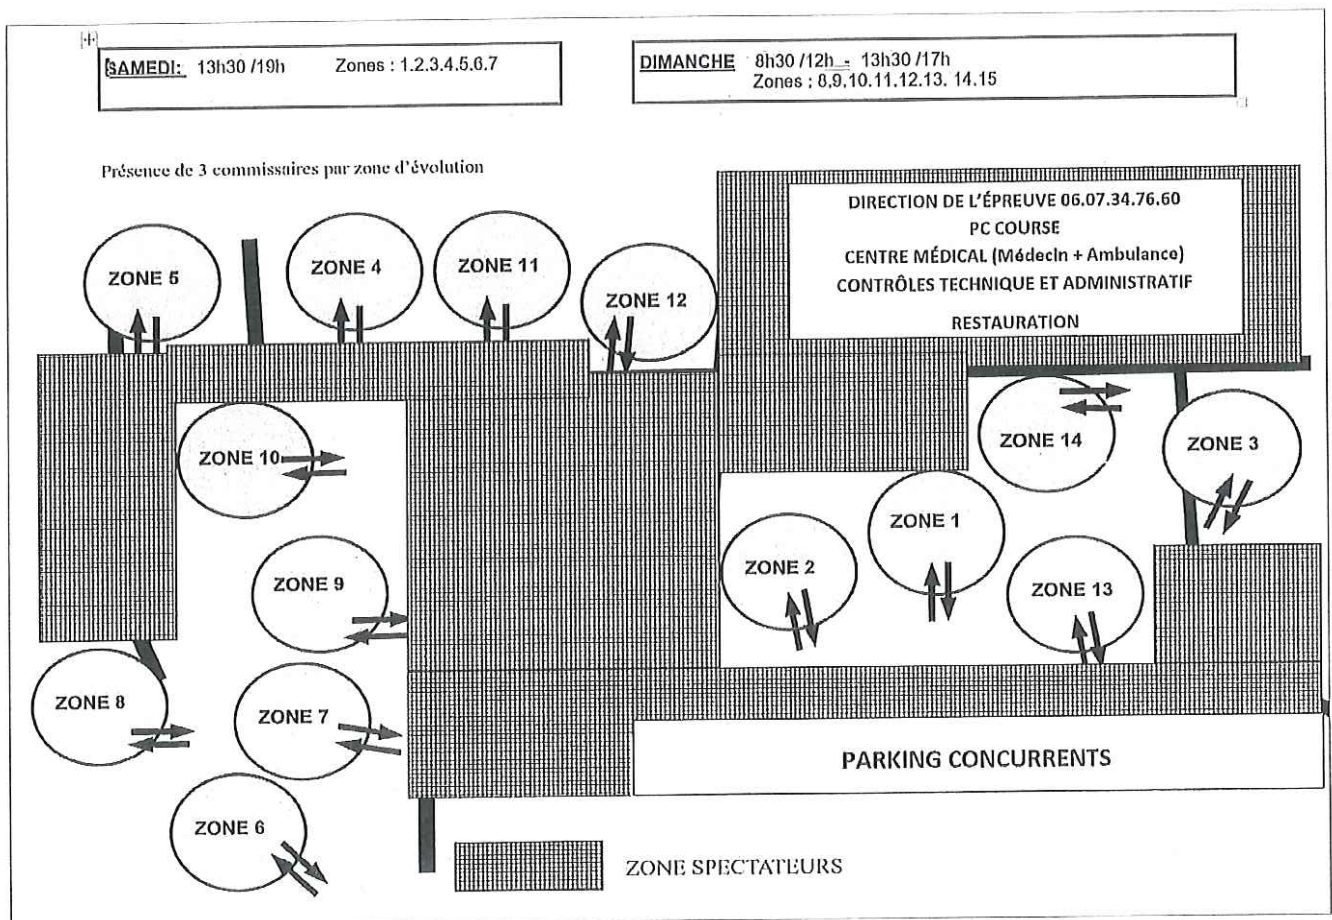 SAMEDI: 13h30 /19h Zones : 1.2.3.4.5.6.7
DIMANCHE 8h30 /12h - 13h30 /17h
Zones : 8,9,10.11.12.13. 14.15
Présence de 3 commissaires par zone d'évolution
DIRECTION DE L'ÉPREUVE 06.07.34.76.60
PC COURSE
CENTRE MÉDICAL (Médecin + Ambulance)
CONTRÔLES TECHNIQUE ET ADMINISTRATIF
RESTAURATION
ZONE 5
ZONE 4
ZONE 11
ZONE 12
ZONE 10
ZONE 14
ZONE 3
ZONE 9
ZONE 2
ZONE 1
ZONE 13
ZONE 8
ZONE 7
ZONE 6
PARKING CONCURRENTS
ZONE SPECTATEURS